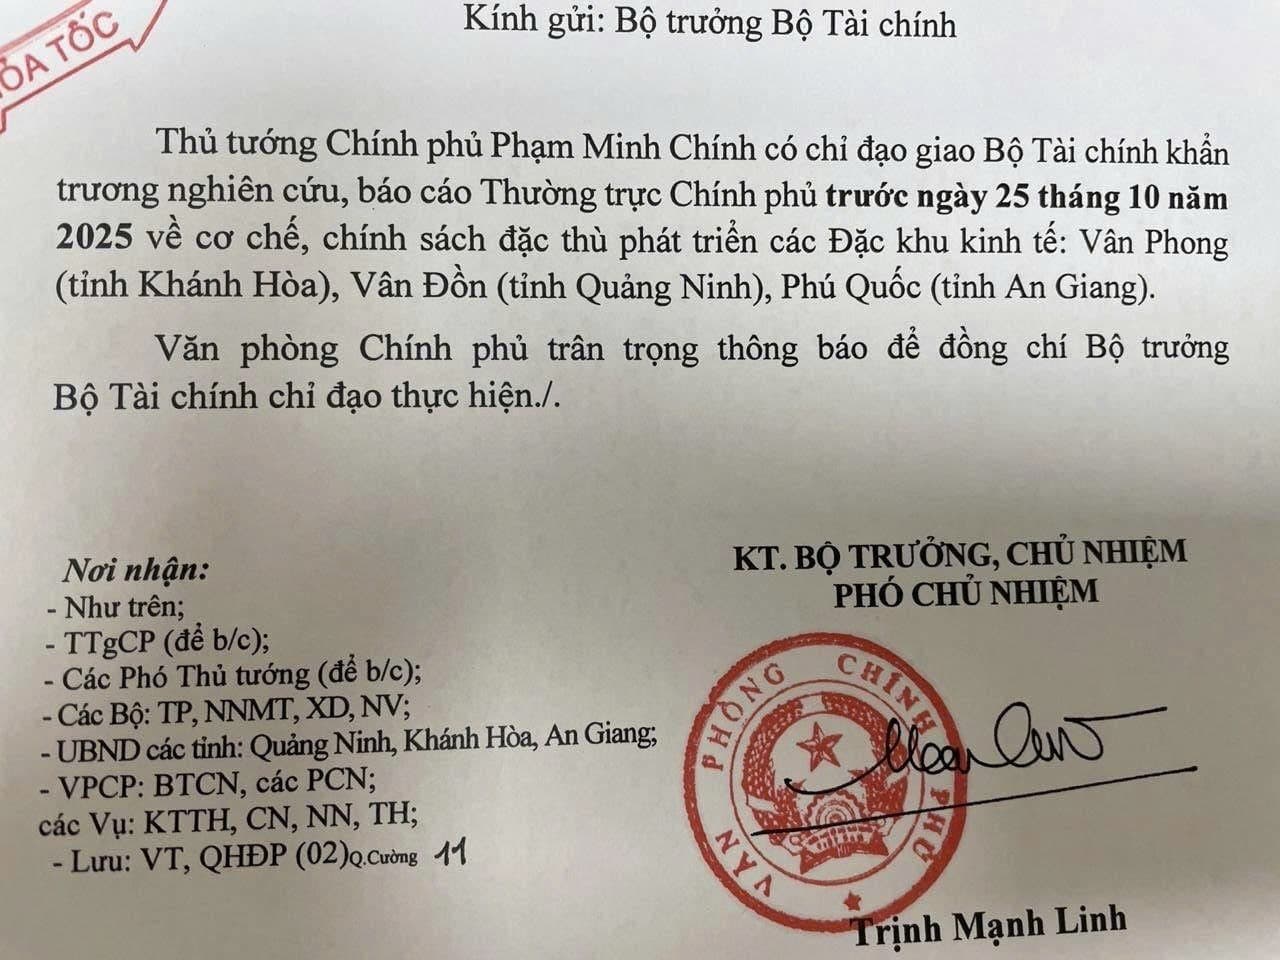 Kính gửi: Bộ trưởng Bộ Tài chính
ỎA TỐC
Thủ tướng Chính phủ Phạm Minh Chính có chỉ đạo giao Bộ Tài chính khẩn
trương nghiên cứu, báo cáo Thường trực Chính phủ trước ngày 25 tháng 10 năm
2025 về cơ chế, chính sách đặc thù phát triển các Đặc khu kinh tế: Vân Phong
(tỉnh Khánh Hòa), Vân Đồn (tỉnh Quảng Ninh), Phú Quốc (tỉnh An Giang).
Văn phòng Chính phủ trân trọng thông báo để đồng chí Bộ trưởng
Bộ Tài chính chỉ đạo thực hiện./.
Nơi nhận:
- Như trên;
- TTgCP (để b/c);
- Các Phó Thủ tướng (để b/c);
- Các Bộ: TP, NNMT, XD, NV;
- UBND các tỉnh: Quảng Ninh, Khánh Hòa, An Giang;
- VPCP: BTCN, các PCN;
các Vụ: KTTH, CN, NN, TH;
- Lưu: VT, QHĐP (02)Q.Cường 11
KT. BỘ TRƯỞNG, CHỦ NHIỆM
PHÓ CHỦ NHIỆM
VĂN PHÒNG CHÍNH PHỦ
Trịnh Mạnh Linh